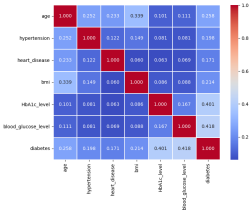 1.0
age 1.000 0.252 0.233 0.339 0.101 0.111 0.258
hypertension 0.252 1.000 0.122 0.149 0.081 0.081 0.198
0.8
heart_disease 0.233 0.122 1.000 0.060 0.063 0.069 0.171
0.6
bmi 0.339 0.149 0.060 1.000 0.086 0.088 0.214
HbA1c_level 0.101 0.081 0.063 0.086 1.000 0.167 0.401
0.4
blood_glucose_level 0.111 0.081 0.069 0.088 0.167 1.000 0.418
0.2
diabetes 0.258 0.198 0.171 0.214 0.401 0.418 1.000
age
hypertension
heart_disease
bmi
HbA1c_level
blood_glucose_level
diabetes